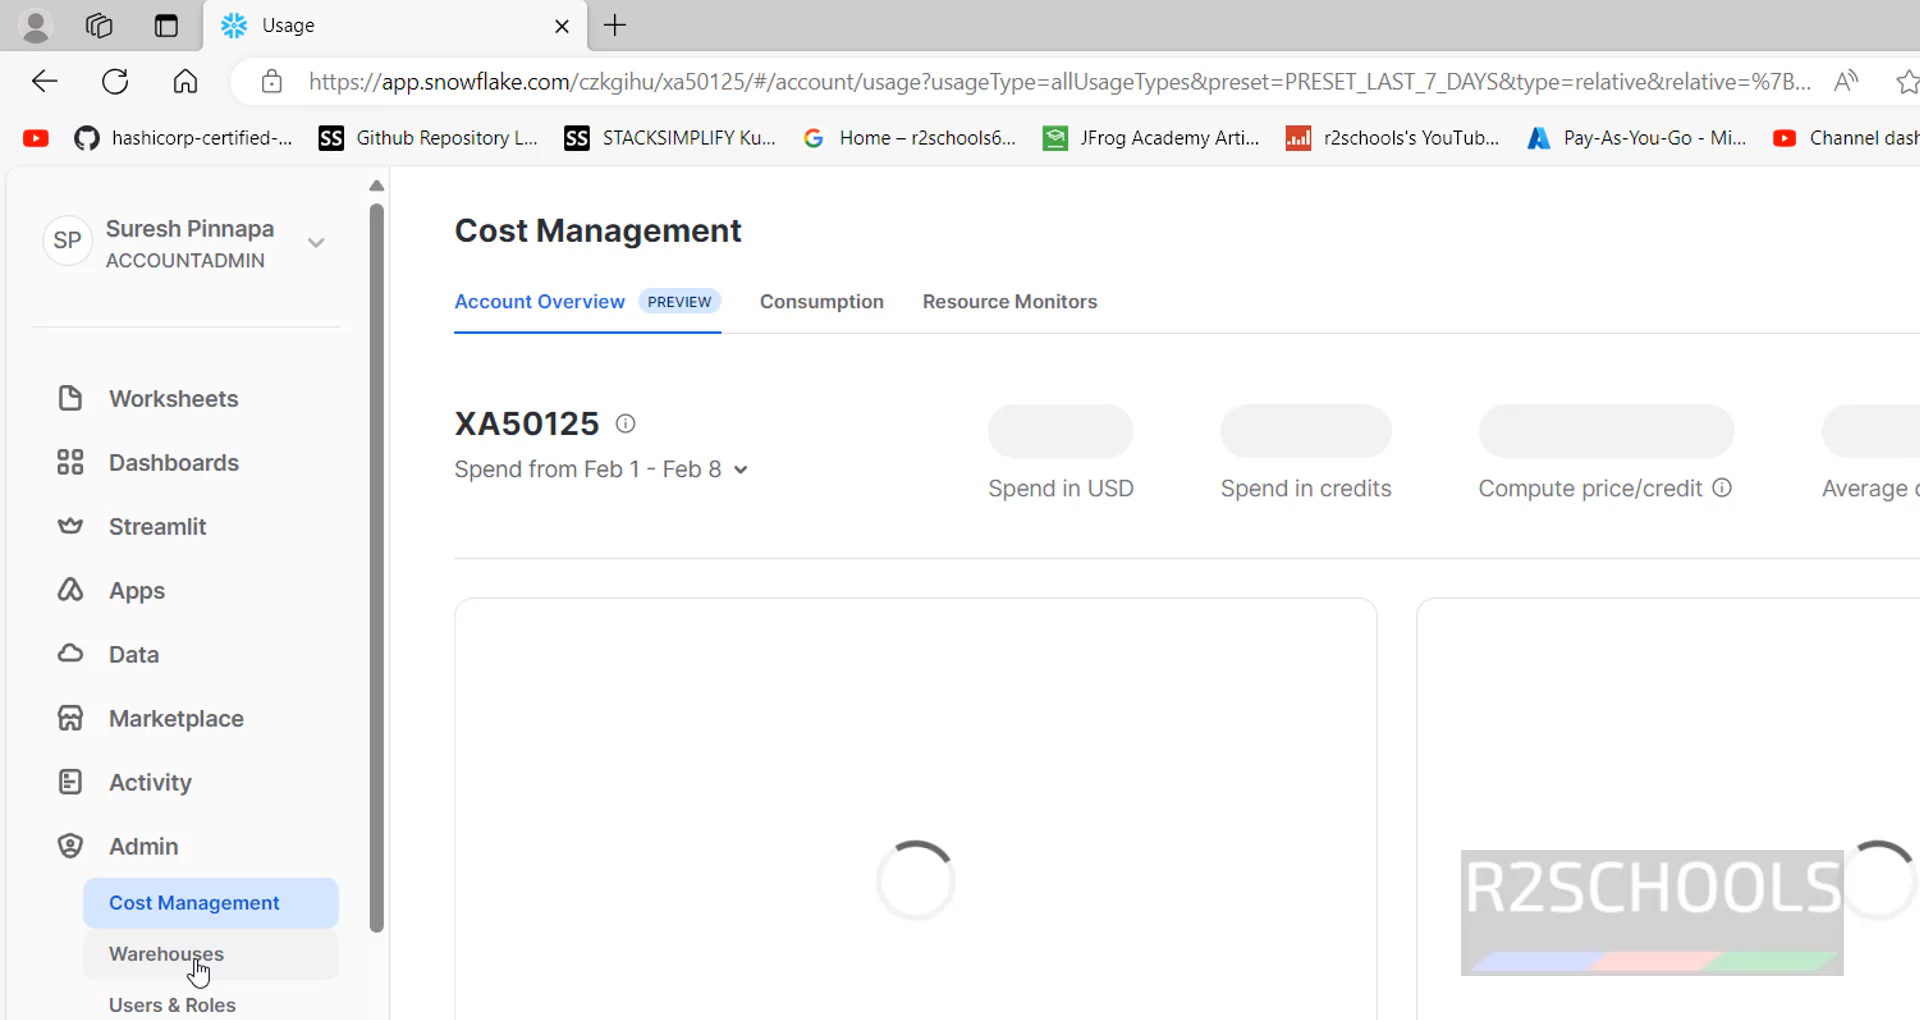 Usage
https://app.snowflake.com/czkgihu/xa50125/#/account/usage?usageType=allUsageTypes&preset=PRESET_LAST_7_DAYS&type=relative&relative=%7B...
hashicorp-certified-... SS Github Repository L... SS STACKSIMPLIFY Ku... Home – r2schools6... JFrog Academy Arti... r2schools's YouTub... Pay-As-You-Go - Mi... Channel dash
SP Suresh Pinnapa
ACCOUNTADMIN
Worksheets
Dashboards
Streamlit
Apps
Data
Marketplace
Activity
Admin
Cost Management
Warehouses
Users & Roles
Cost Management
Account Overview PREVIEW Consumption Resource Monitors
XA50125
Spend from Feb 1 - Feb 8
Spend in USD Spend in credits Compute price/credit Average
R2SCHOOLS